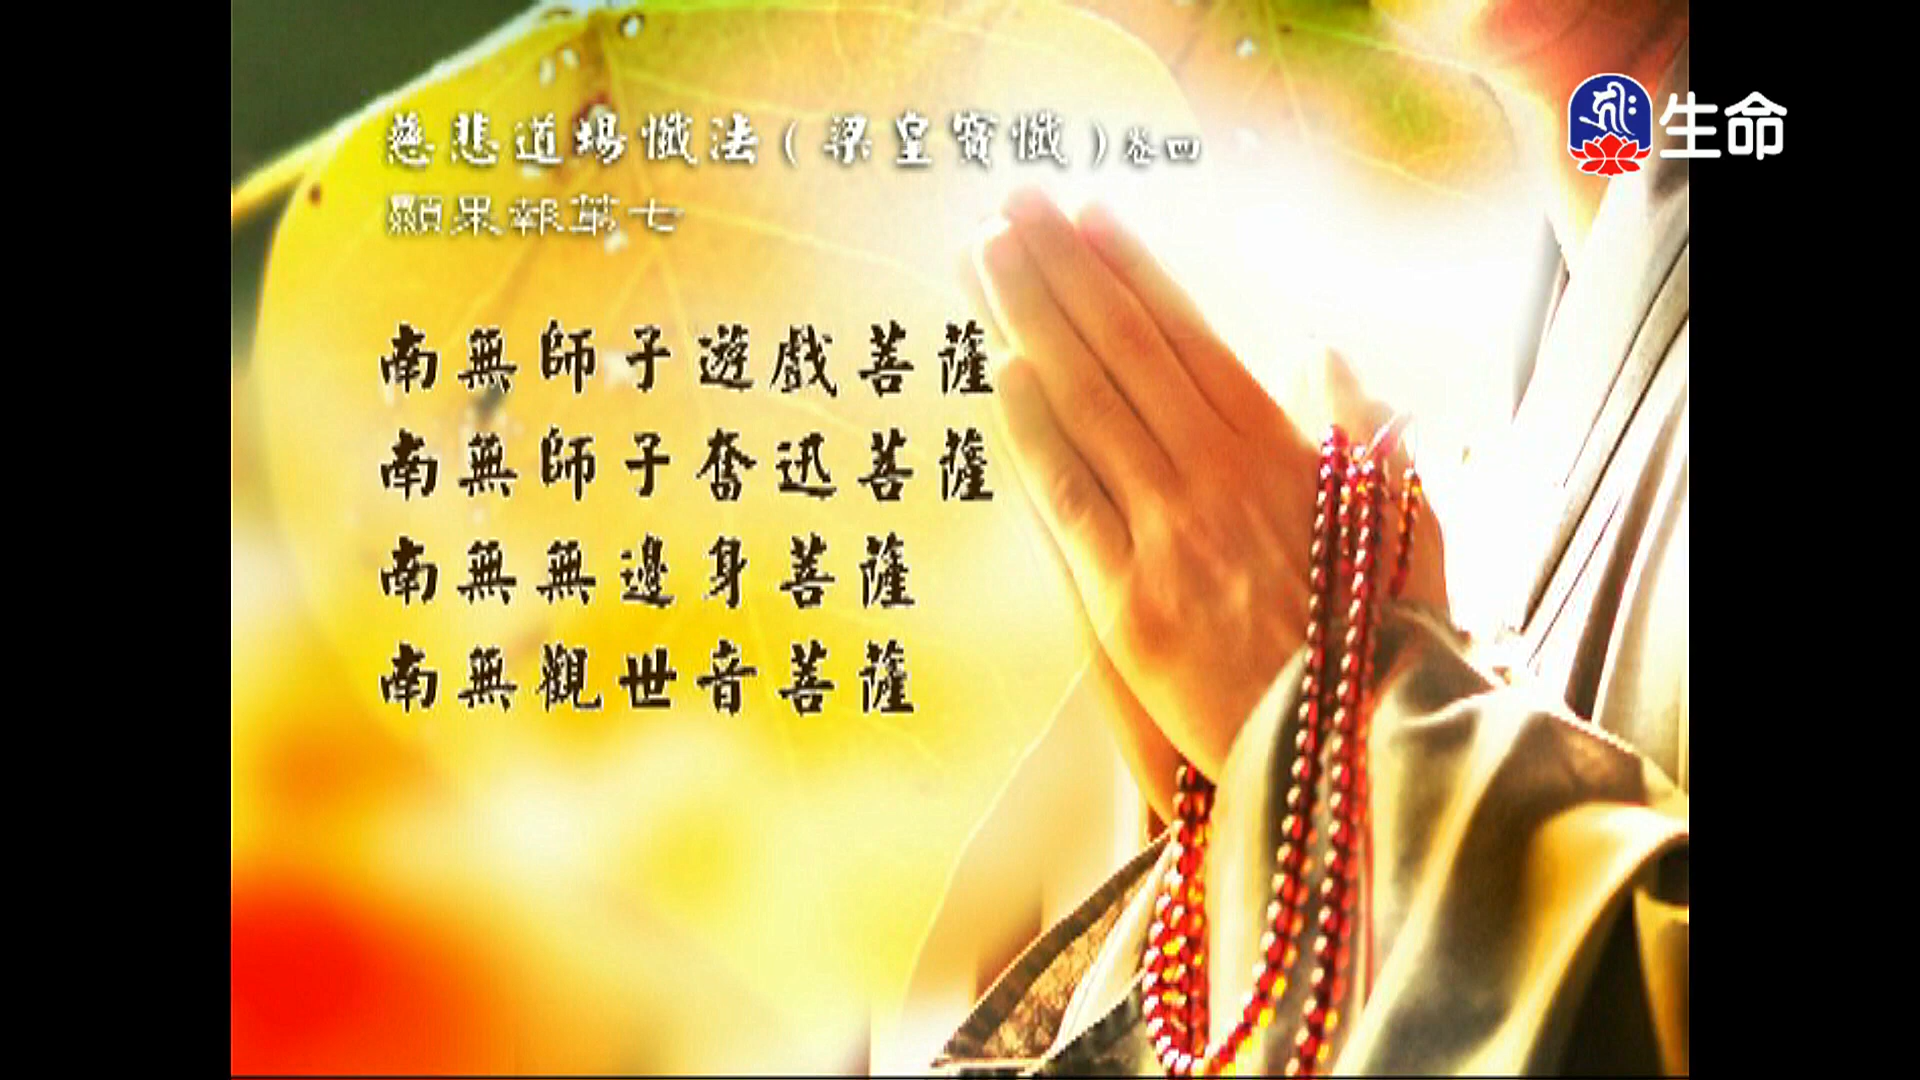 慈悲道場懺法(梁皇寶懺)卷四
顯果報第七
生命
南無師子遊戲菩薩
南無師子奮迅菩薩
南無無邊身菩薩
南無觀世音菩薩